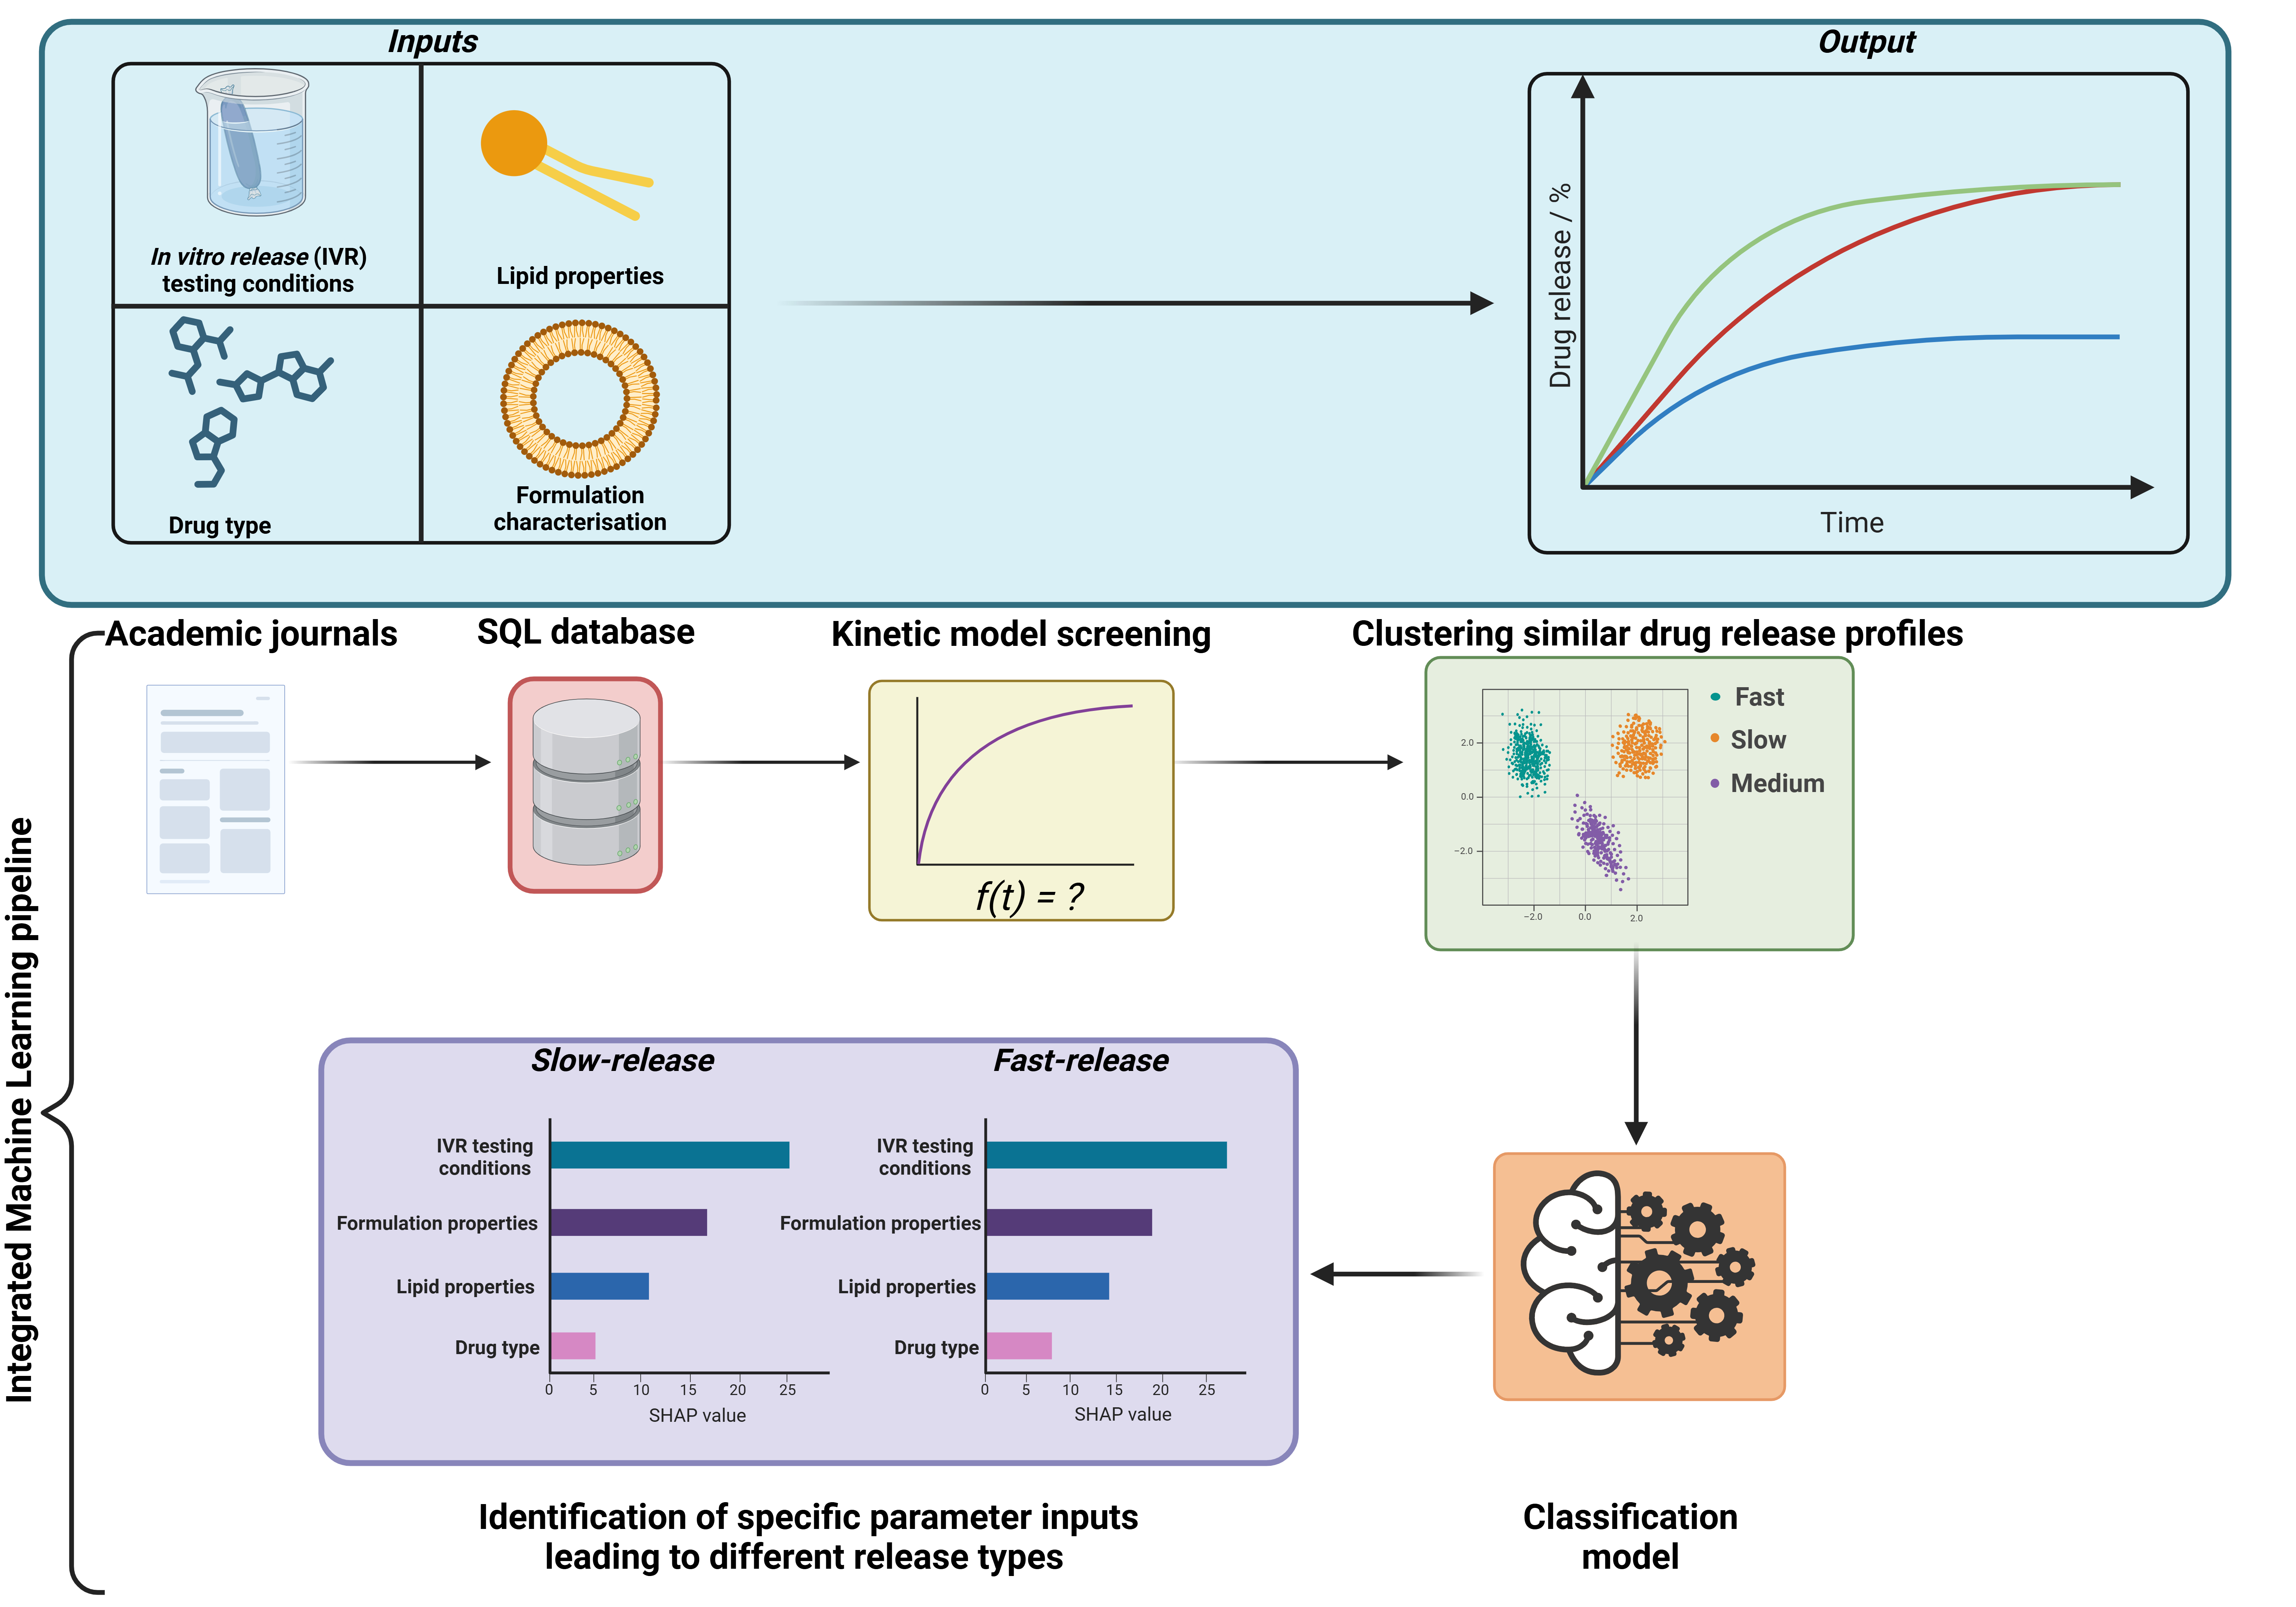 Inputs
In vitro release (IVR)
testing conditions
Lipid properties
Drug type
Formulation
characterisation
Output
Drug release / %
Time
Integrated Machine Learning pipeline
Academic journals
SQL database
Kinetic model screening
f(t) = ?
Clustering similar drug release profiles
2.0
0.0
−2.0
−2.0
0.0
2.0
Fast
Slow
Medium
Slow-release
IVR testing
conditions
Formulation properties
Lipid properties
Drug type
0 5 10 15 20 25
SHAP value
Fast-release
IVR testing
conditions
Formulation properties
Lipid properties
Drug type
0 5 10 15 20 25
SHAP value
Identification of specific parameter inputs
leading to different release types
Classification
model